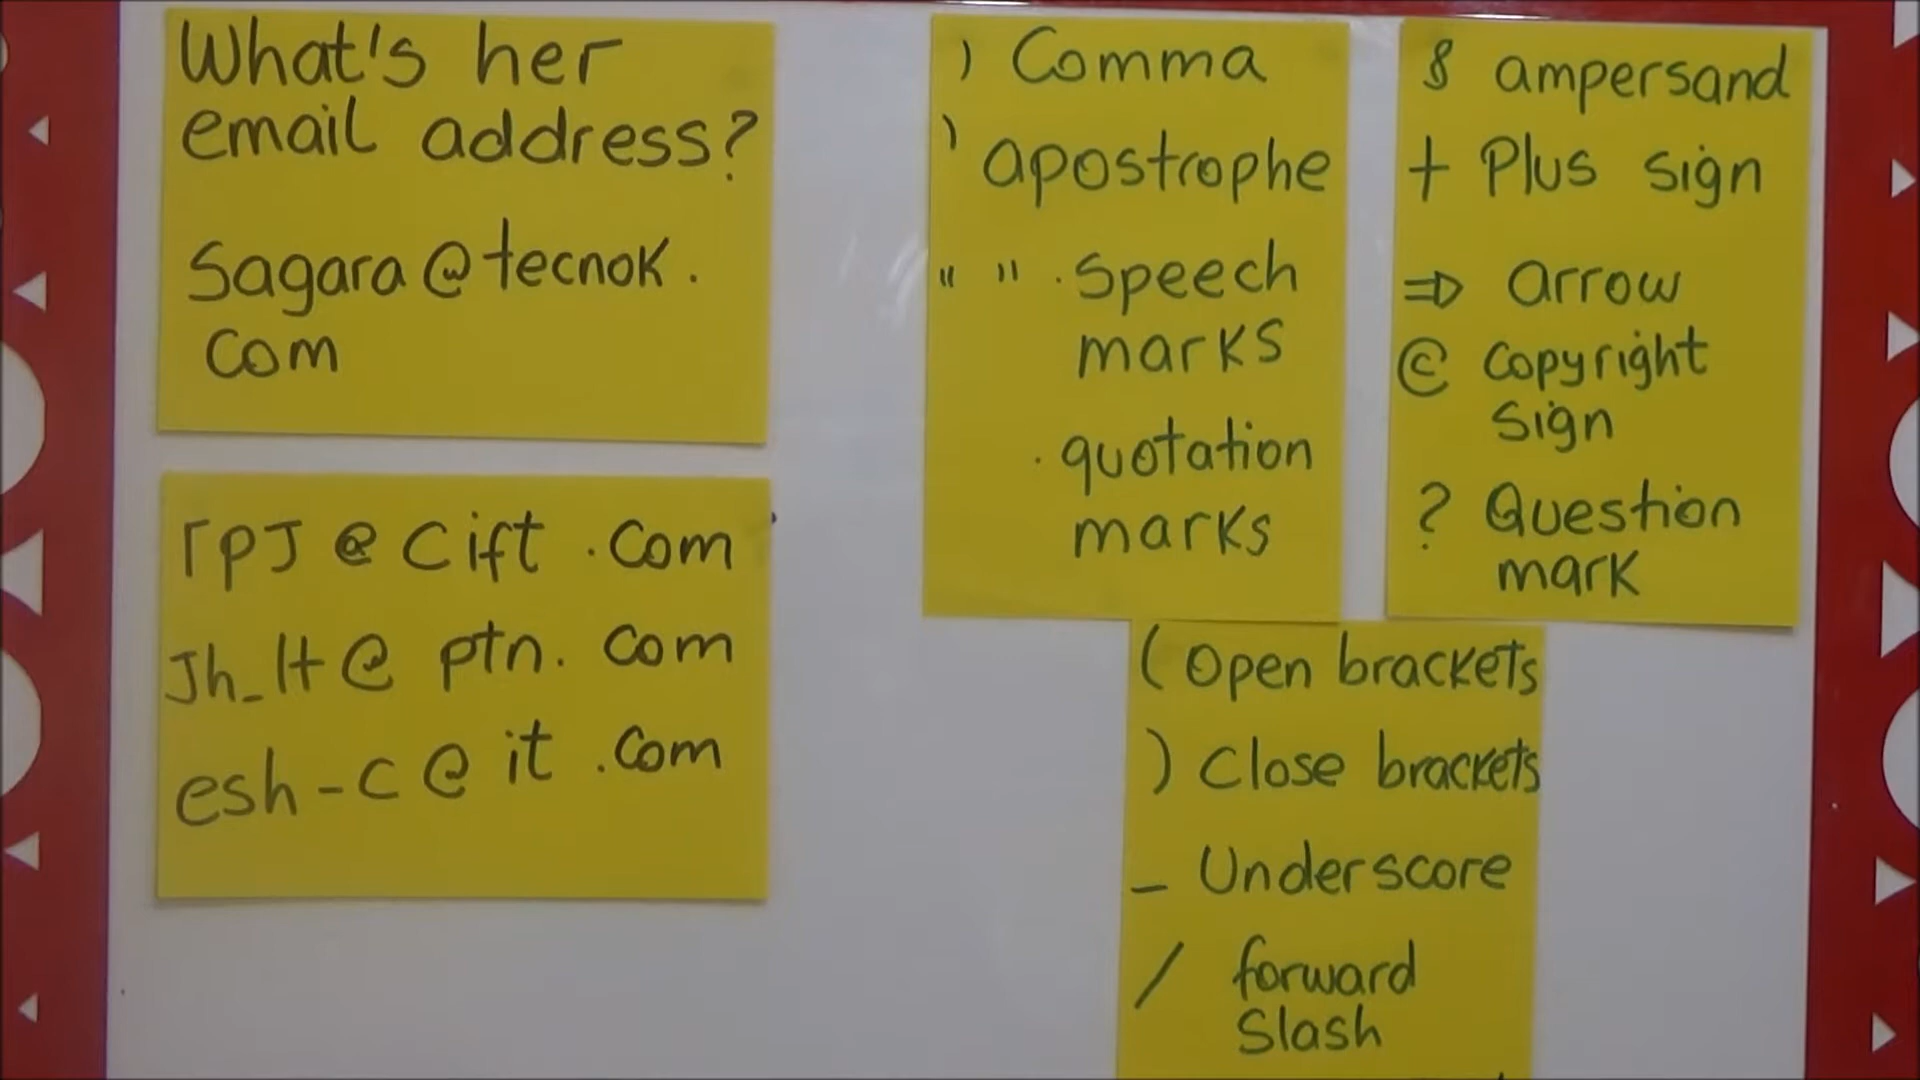 What's her
email address?
Sagara@tecnok.
com
rpJ @ Cift .Com
Jh_lt@ ptn. com
esh-c@ it .com
) Comma
) apostrophe
" " . Speech
marks
. quotation
marks
& ampersand
+ Plus sign
⇒ arrow
© Copyright
Sign
? Question
mark
( Open brackets
) Close brackets
_ Underscore
/ forward
Slash